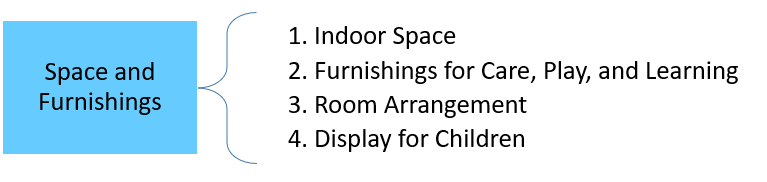 Space and
Furnishings
1. Indoor Space
2. Furnishings for Care, Play, and Learning
3. Room Arrangement
4. Display for Children